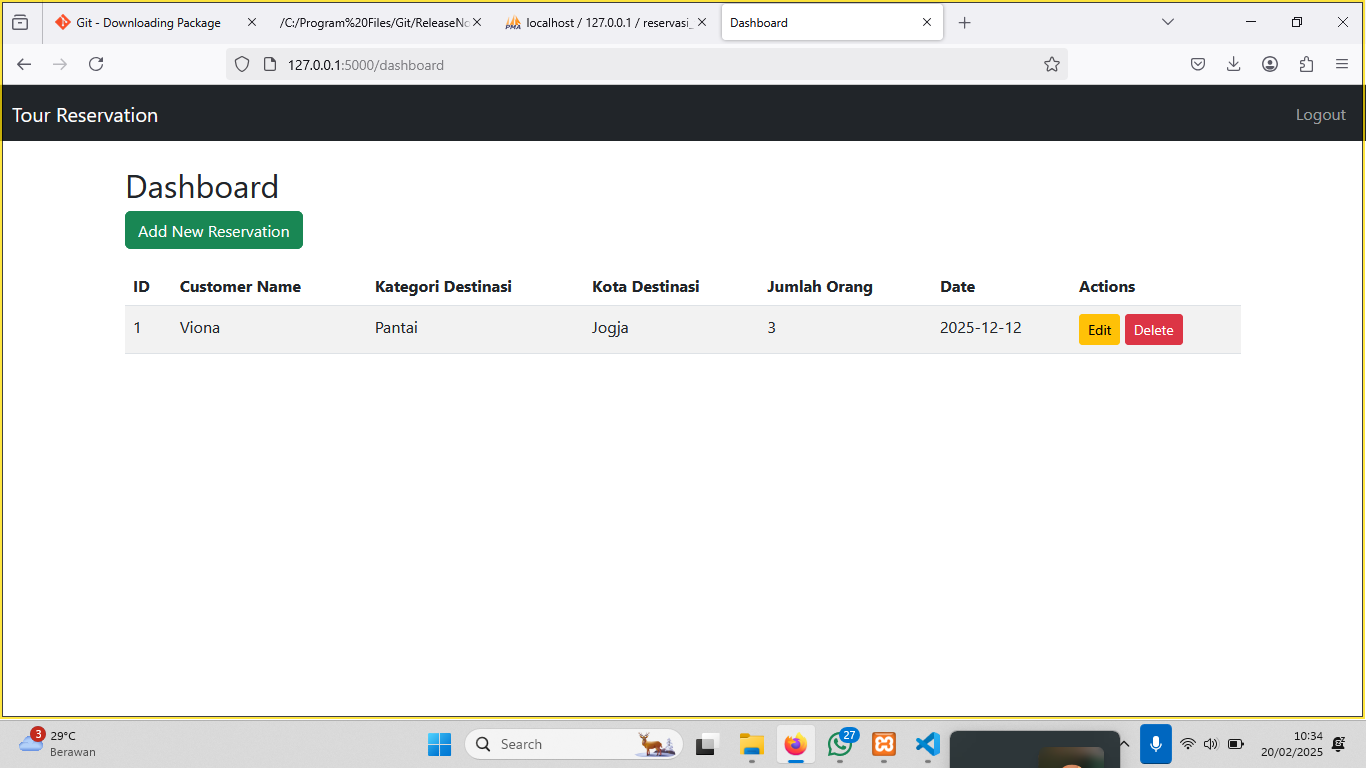 Git - Downloading Package
/C:/Program%20Files/Git/ReleaseNo
PMA
localhost / 127.0.0.1 / reservasi_
Dashboard
127.0.0.1:5000/dashboard
Tour Reservation
Logout
Dashboard
Add New Reservation
ID Customer Name Kategori Destinasi Kota Destinasi Jumlah Orang Date Actions
1 Viona Pantai Jogja 3 2025-12-12 Edit Delete
3
29°C
Berawan
Search
27
10:34
20/02/2025